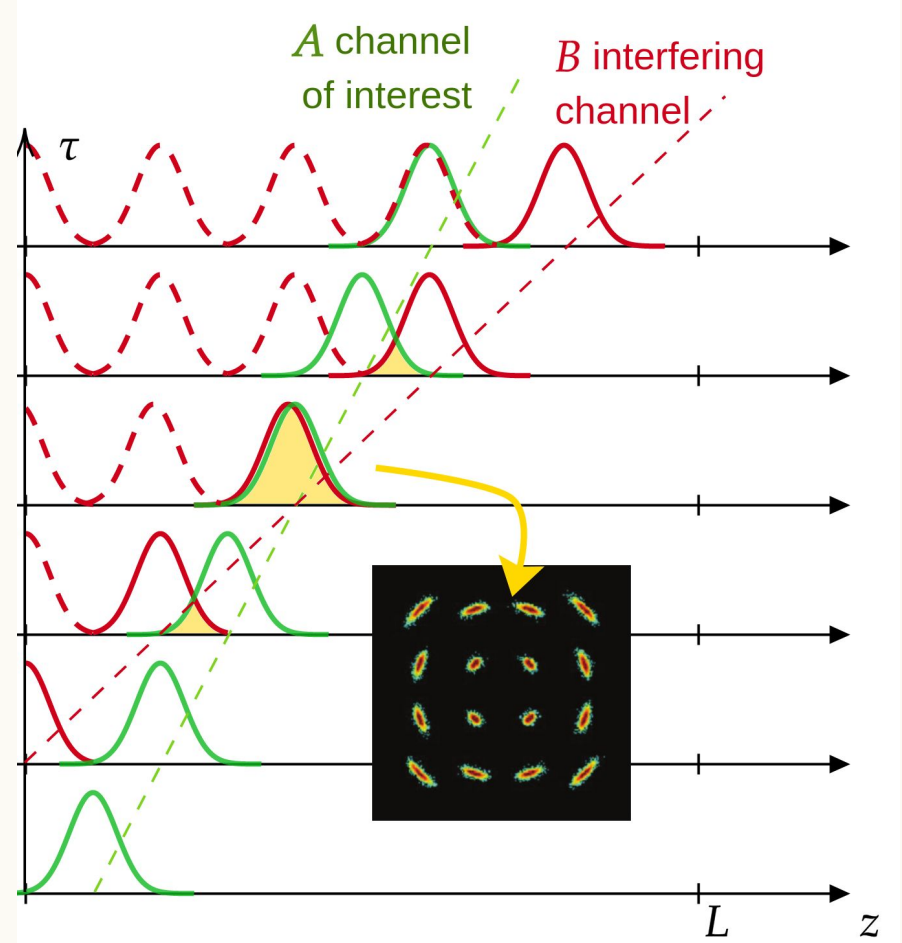 A channel
of interest
B interfering
channel
τ
L
z